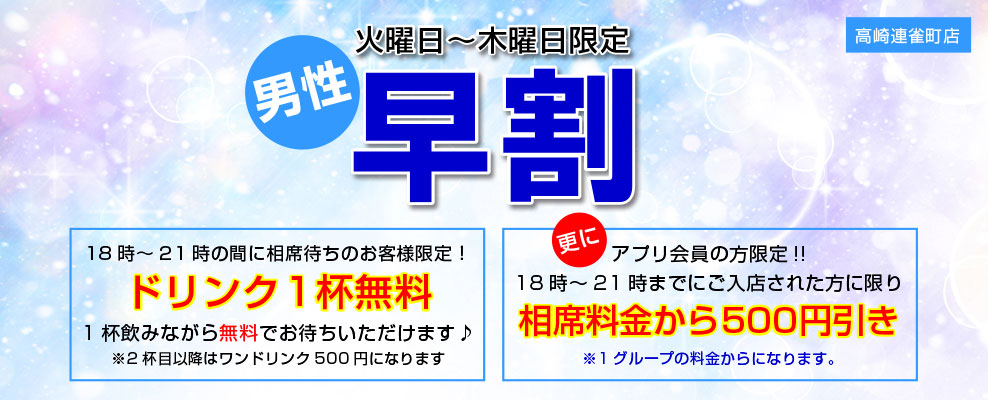 高崎連雀町店
火曜日～木曜日限定
男性
早割
18時～21時の間に相席待ちのお客様限定！
ドリンク１杯無料
1杯飲みながら無料でお待ちいただけます♪
※2杯目以降はワンドリンク500円になります
更に
アプリ会員の方限定!!
18時～21時までにご入店された方に限り
相席料金から500円引き
※1グループの料金からになります。